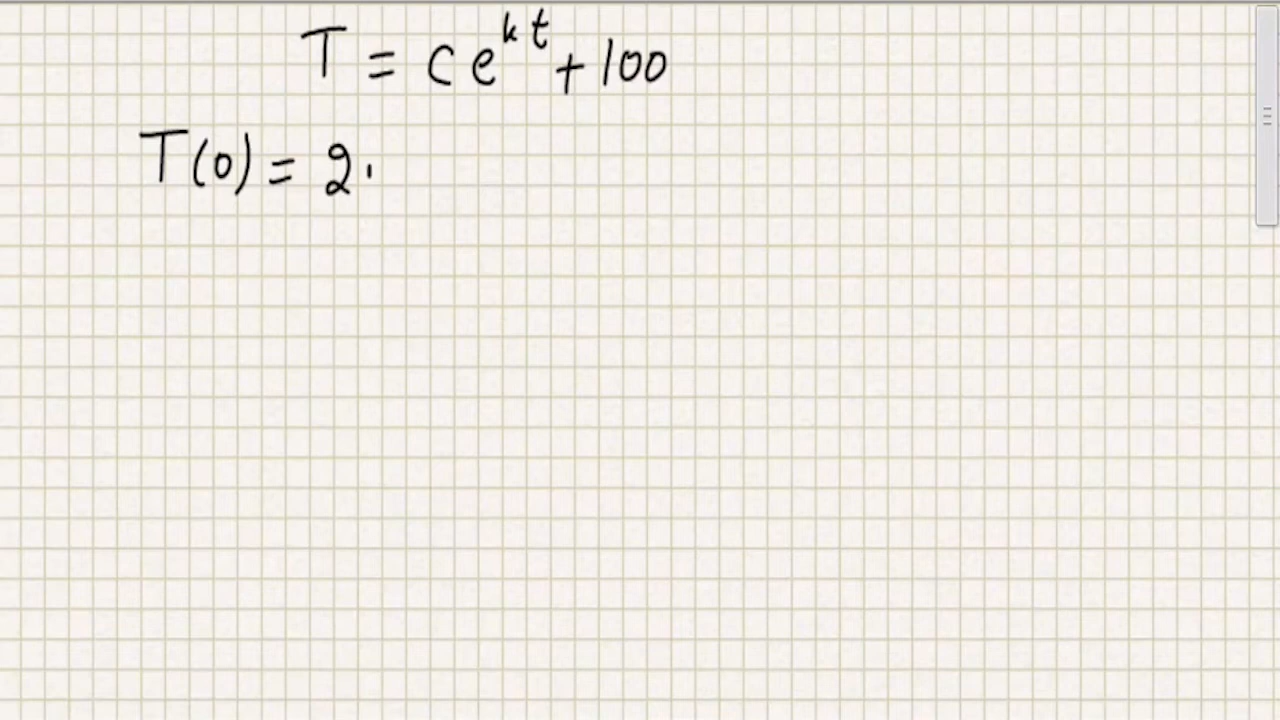 T = Ce^{kt} + 100
T(0) = 2